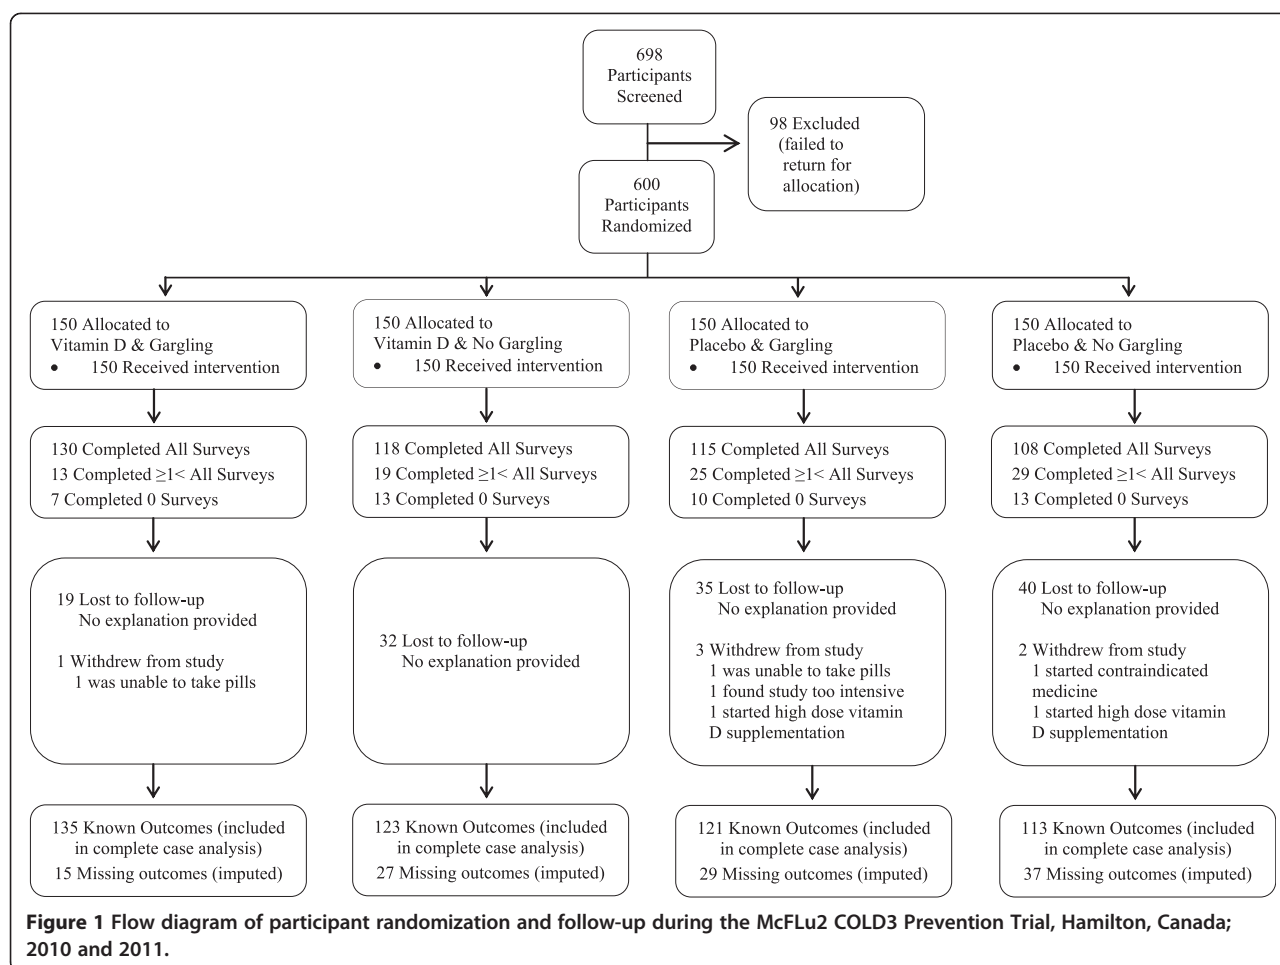 698
Participants
Screened
98 Excluded
(failed to
return for
allocation)
600
Participants
Randomized
150 Allocated to
Vitamin D & Gargling
• 150 Received intervention
150 Allocated to
Vitamin D & No Gargling
• 150 Received intervention
150 Allocated to
Placebo & Gargling
• 150 Received intervention
150 Allocated to
Placebo & No Gargling
• 150 Received intervention
130 Completed All Surveys
13 Completed ≥1< All Surveys
7 Completed 0 Surveys
118 Completed All Surveys
19 Completed ≥1< All Surveys
13 Completed 0 Surveys
115 Completed All Surveys
25 Completed ≥1< All Surveys
10 Completed 0 Surveys
108 Completed All Surveys
29 Completed ≥1< All Surveys
13 Completed 0 Surveys
19 Lost to follow-up
No explanation provided
1 Withdrew from study
1 was unable to take pills
32 Lost to follow-up
No explanation provided
35 Lost to follow-up
No explanation provided
3 Withdrew from study
1 was unable to take pills
1 found study too intensive
1 started high dose vitamin
D supplementation
40 Lost to follow-up
No explanation provided
2 Withdrew from study
1 started contraindicated
medicine
1 started high dose vitamin
D supplementation
135 Known Outcomes (included
in complete case analysis)
15 Missing outcomes (imputed)
123 Known Outcomes (included
in complete case analysis)
27 Missing outcomes (imputed)
121 Known Outcomes (included
in complete case analysis)
29 Missing outcomes (imputed)
113 Known Outcomes (included
in complete case analysis)
37 Missing outcomes (imputed)
Figure 1 Flow diagram of participant randomization and follow-up during the McFLu2 COLD3 Prevention Trial, Hamilton, Canada;
2010 and 2011.